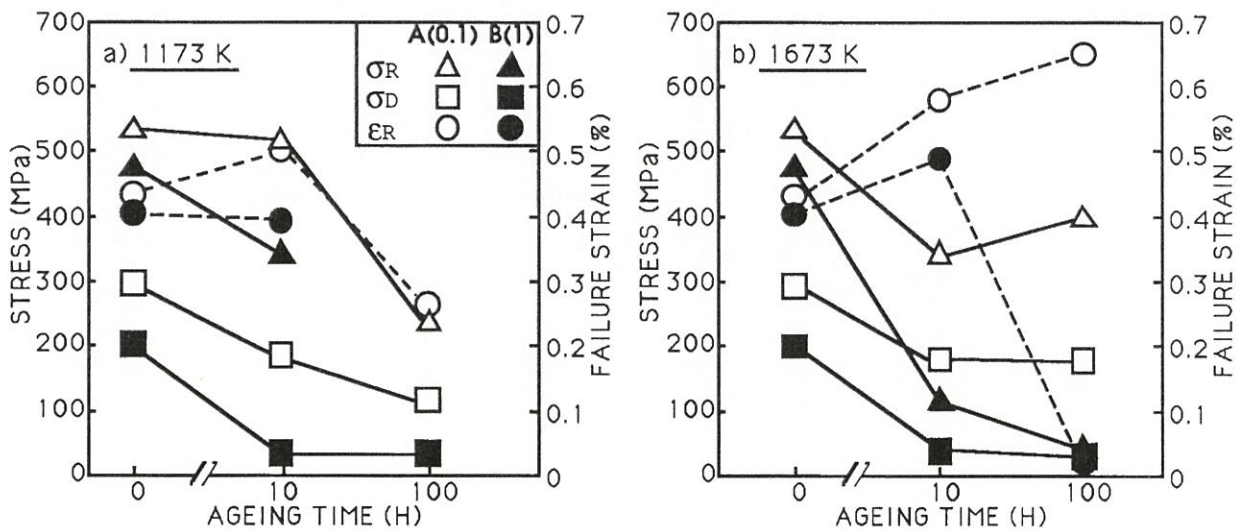 A(0.1) B(1)
σR
σD
εR
a) 1173 K
700
600
500
400
300
200
100
0
STRESS (MPa)
0.7
0.6
0.5
0.4
0.3
0.2
0.1
0
FAILURE STRAIN (%)
0 10 100
AGEING TIME (H)
b) 1673 K
700
600
500
400
300
200
100
0
STRESS (MPa)
0.7
0.6
0.5
0.4
0.3
0.2
0.1
0
FAILURE STRAIN (%)
0 10 100
AGEING TIME (H)